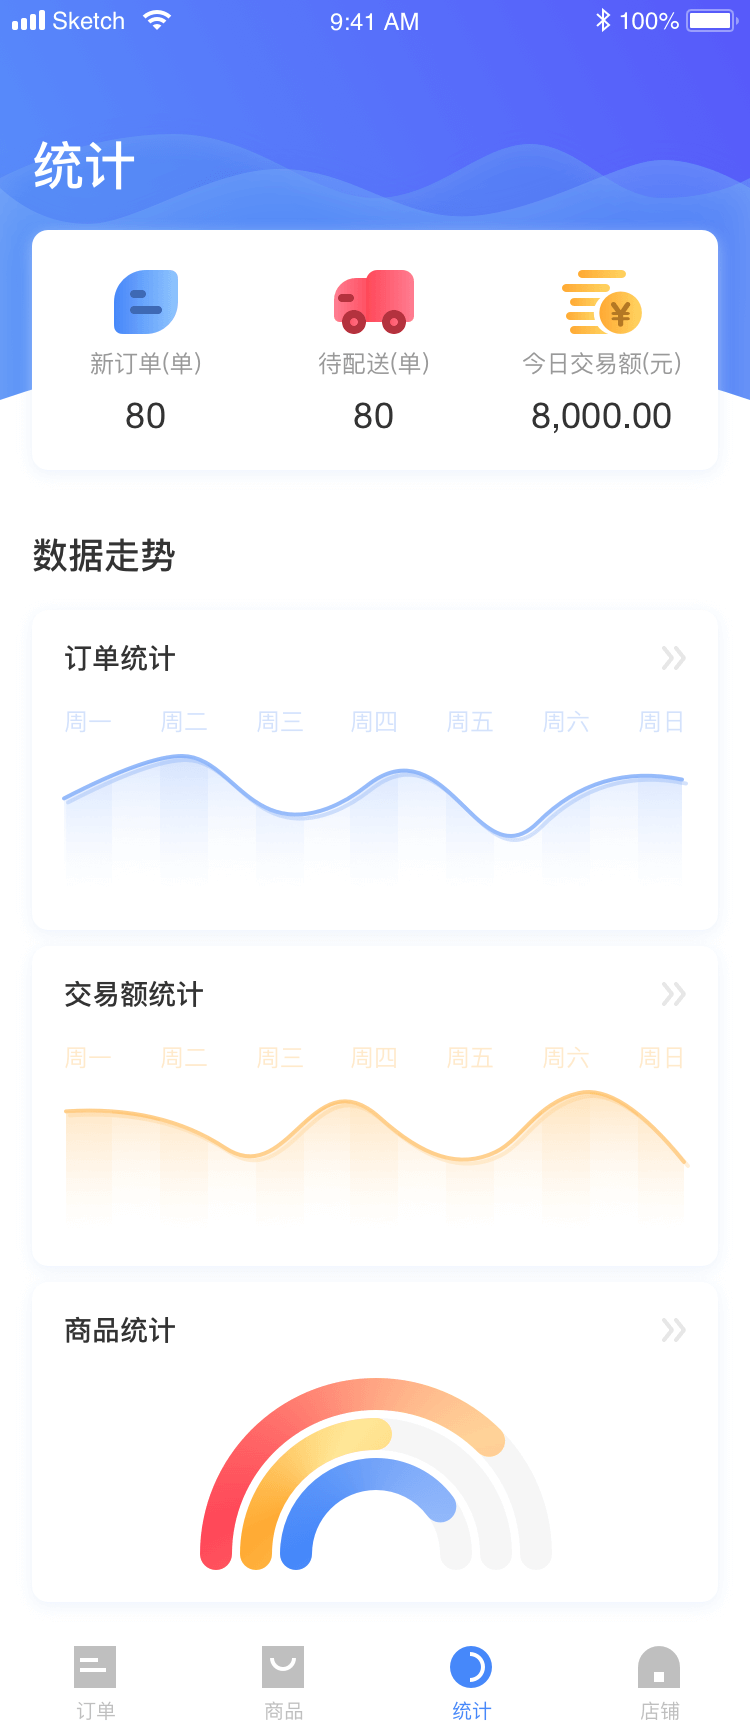 Sketch 9:41 AM 100%
统计
新订单(单) 待配送(单) 今日交易额(元)
80 80 8,000.00
数据走势
订单统计
周一 周二 周三 周四 周五 周六 周日
交易额统计
周一 周二 周三 周四 周五 周六 周日
商品统计
订单 商品 统计 店铺